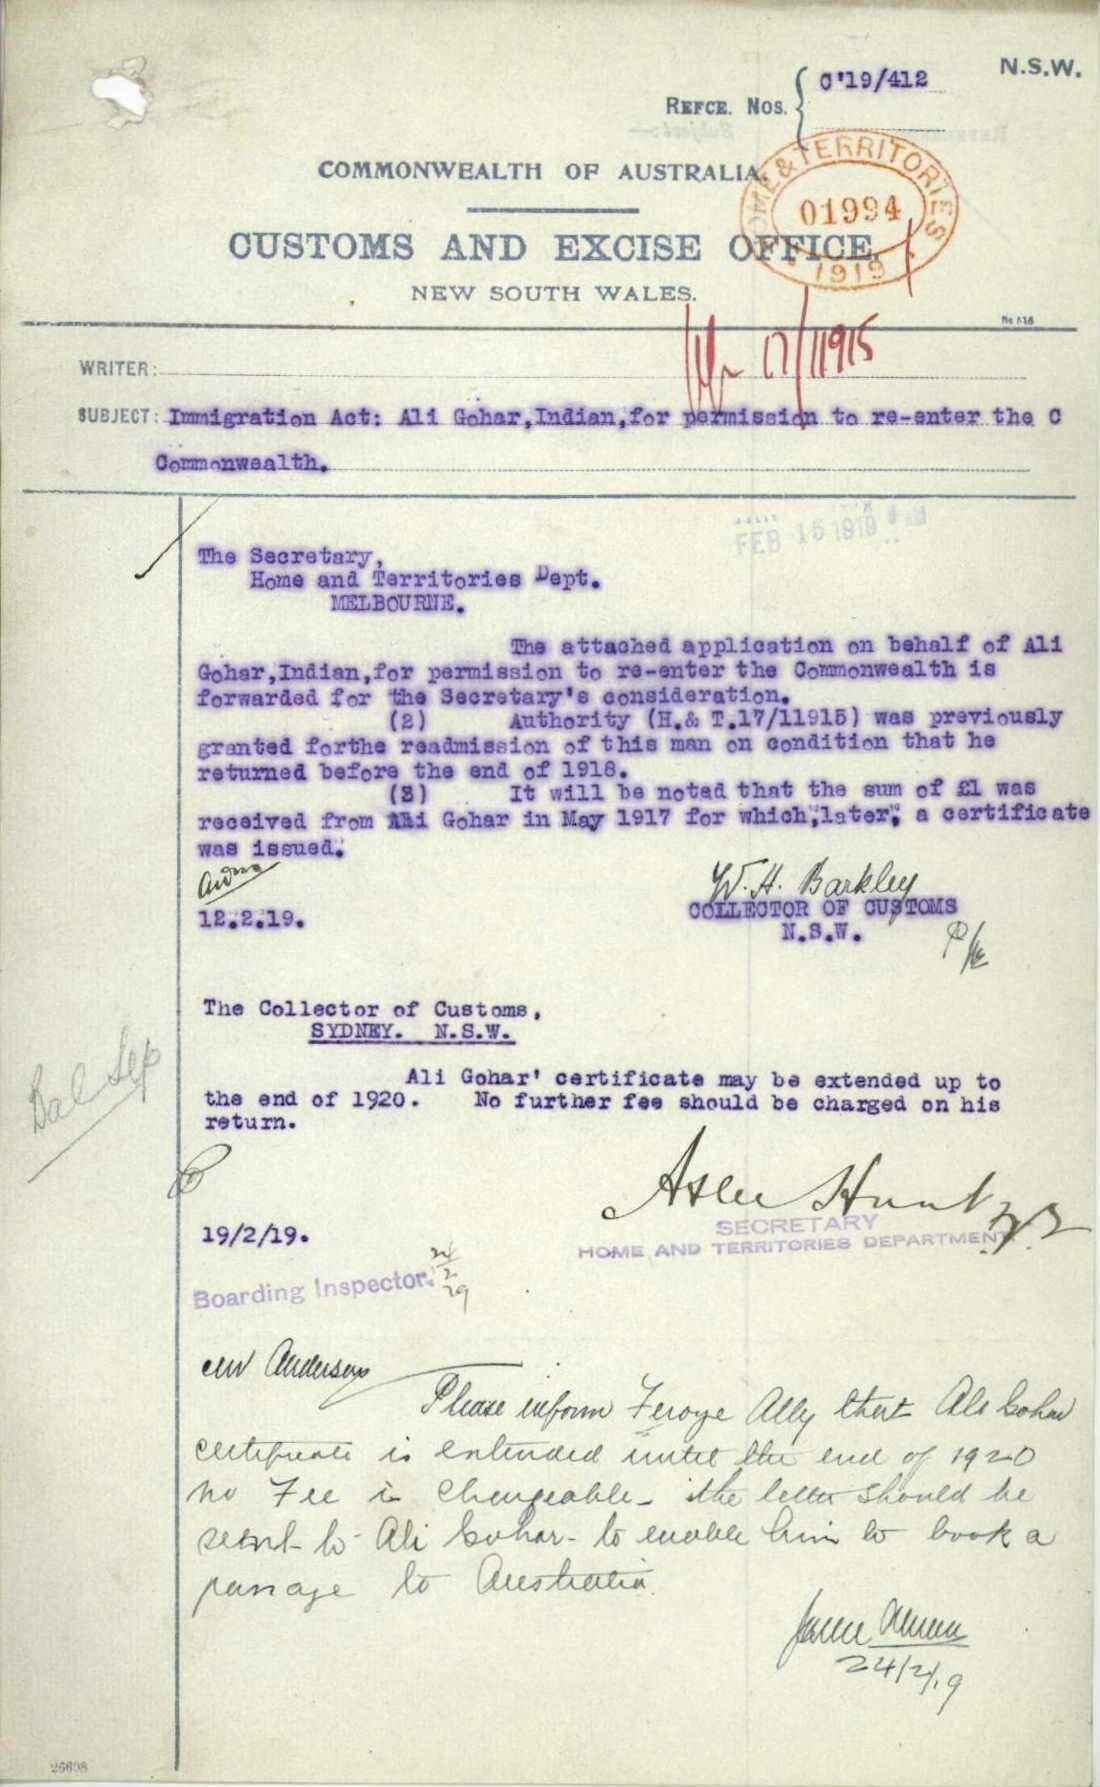 N.S.W.
REFCE. NOS. C'19/412
COMMONWEALTH OF AUSTRALIA.
HOME & TERRITORIES
01994
1919
CUSTOMS AND EXCISE OFFICE,
NEW SOUTH WALES.
17/11915
WRITER:
SUBJECT: Immigration Act: Ali Gohar,Indian,for permission to re-enter the C
Commonwealth.
FEB 15 1919
The Secretary,
Home and Territories Dept.
MELBOURNE.
The attached application on behalf of Ali
Gohar,Indian,for permission to re-enter the Commonwealth is
forwarded for the Secretary's consideration.
(2) Authority (H.& T.17/11915) was previously
granted forthe readmission of this man on condition that he
returned before the end of 1918.
(3) It will be noted that the sum of £1 was
received from Ali Gohar in May 1917 for which,"later", a certificate
was issued.
12.2.19.
W. H. Barkley
COLLECTOR OF CUSTOMS
N.S.W.
The Collector of Customs,
SYDNEY. N.S.W.
Ali Gohar' certificate may be extended up to
the end of 1920. No further fee should be charged on his
return.
Atlee Hunt
SECRETARY
HOME AND TERRITORIES DEPARTMENT
19/2/19.
Boarding Inspector. 24/2/19
Mr Anderson
Please inform Feroze Ally that Ali Gohar
certificate is extended until the end of 1920
no Fee is chargeable - the letter should be
sent to Ali Gohar - to enable him to book a
passage to Australia.
24/2/19
26608